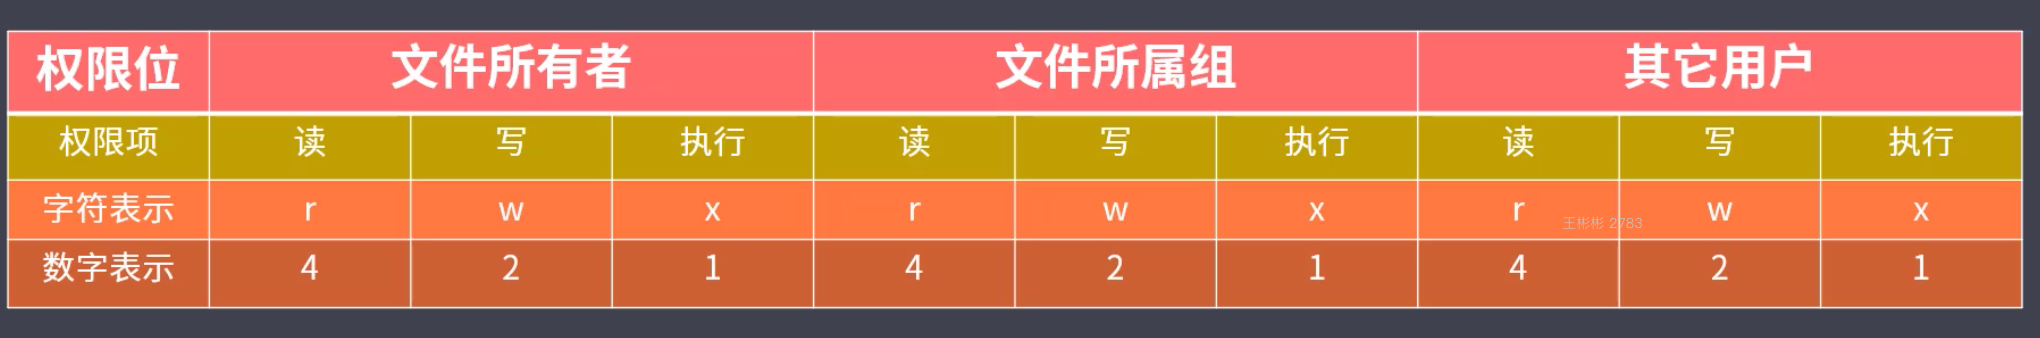 权限位 文件所有者 文件所属组 其它用户
权限项 读 写 执行 读 写 执行 读 写 执行
字符表示 r w x r w x r w x
王彬彬 2783
数字表示 4 2 1 4 2 1 4 2 1